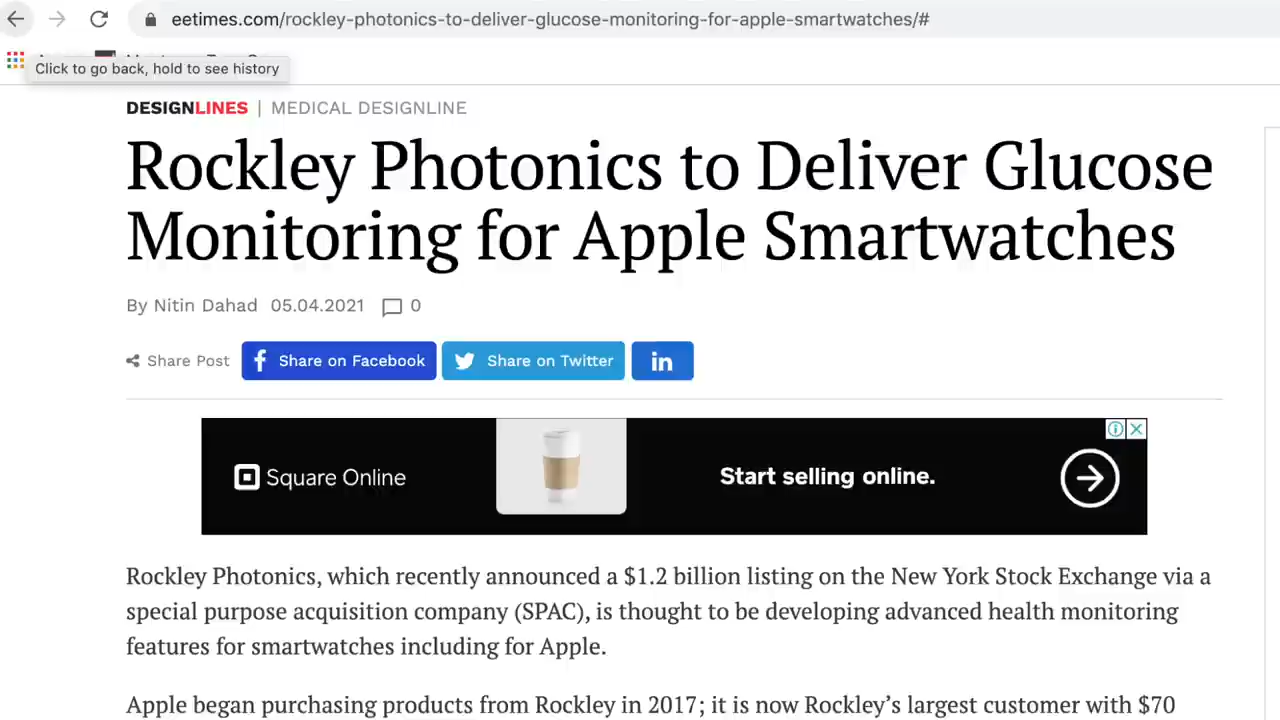 eetimes.com/rockley-photonics-to-deliver-glucose-monitoring-for-apple-smartwatches/#
Click to go back, hold to see history
DESIGNLINES | MEDICAL DESIGNLINE
Rockley Photonics to Deliver Glucose
Monitoring for Apple Smartwatches
By Nitin Dahad 05.04.2021 0
Share Post Share on Facebook Share on Twitter in
Square Online Start selling online.
Rockley Photonics, which recently announced a $1.2 billion listing on the New York Stock Exchange via a
special purpose acquisition company (SPAC), is thought to be developing advanced health monitoring
features for smartwatches including for Apple.
Apple began purchasing products from Rockley in 2017; it is now Rockley’s largest customer with $70